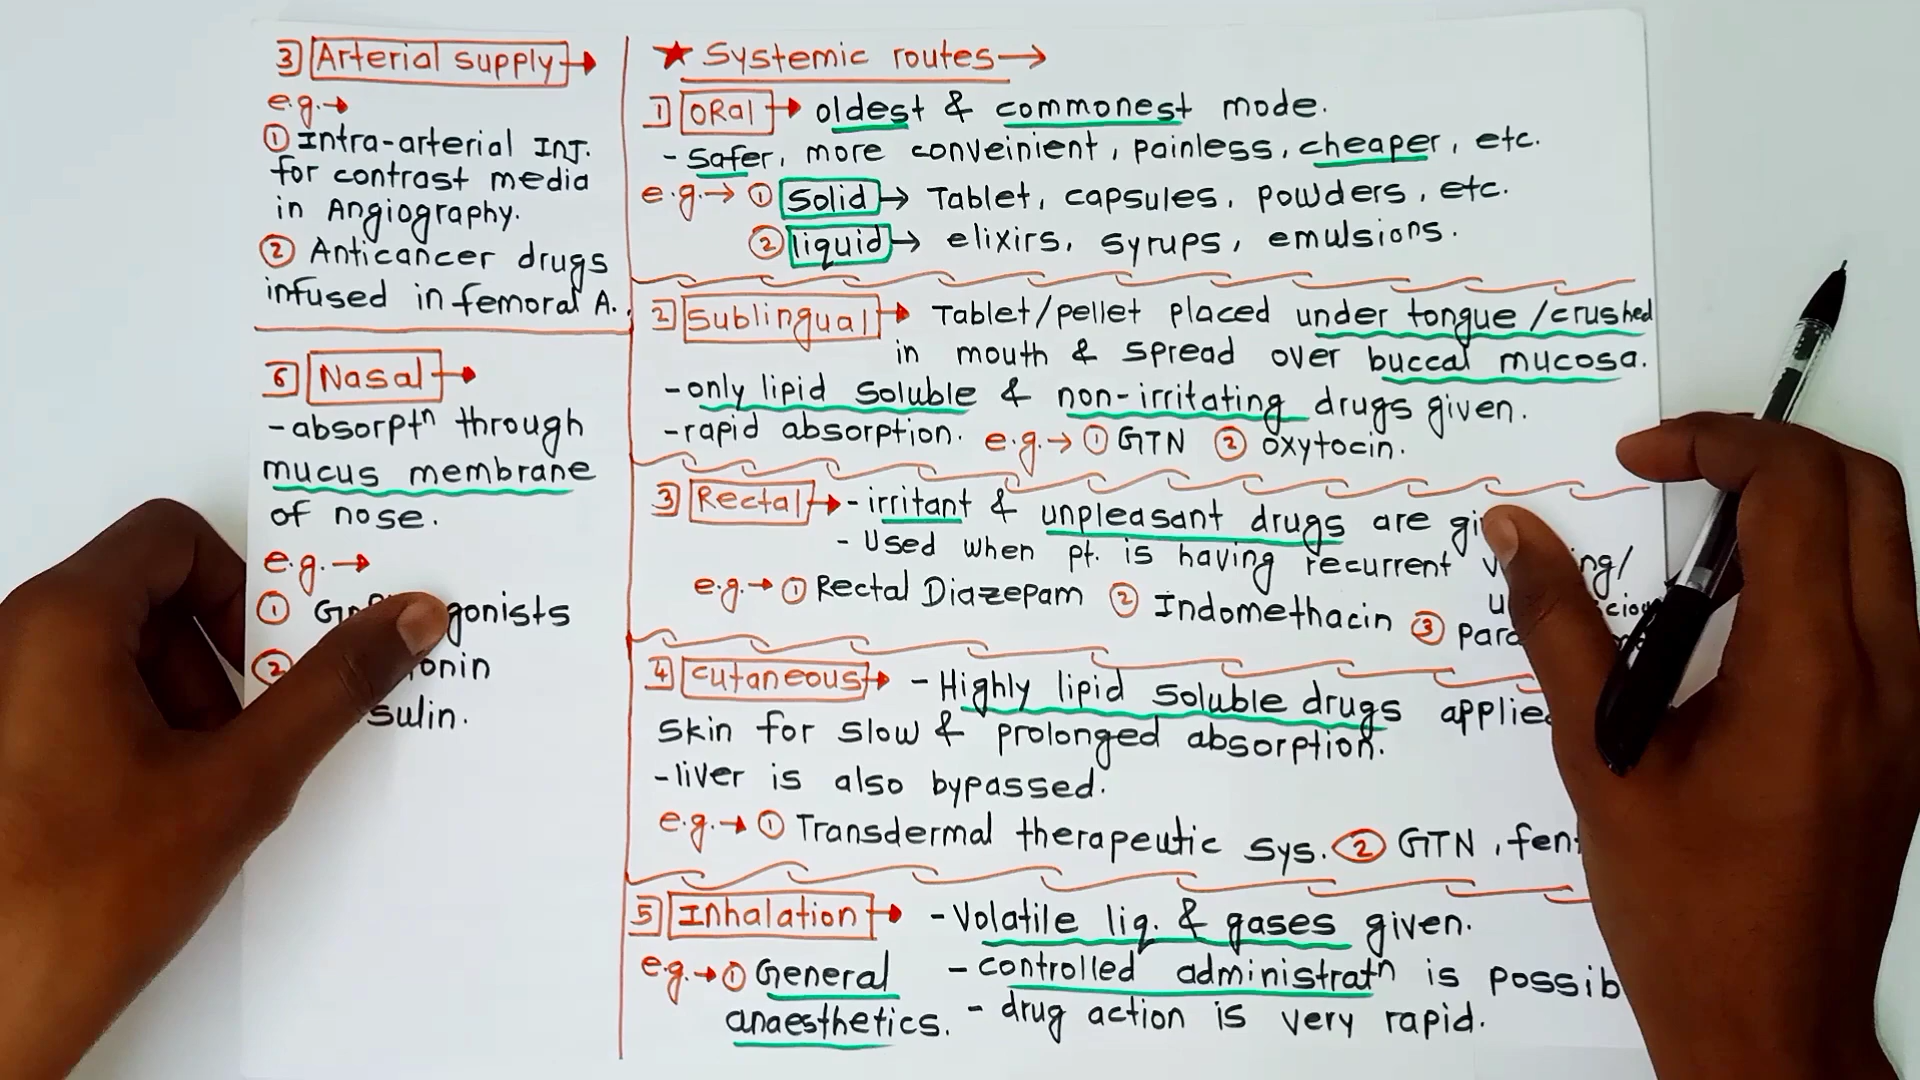 3] Arterial supply →
e.g. →
① Intra-arterial INJ.
for contrast media
in Angiography.
② Anticancer drugs
infused in femoral A.
6] Nasal →
- absorptⁿ through
mucus membrane
of nose.
e.g. →
①
②
★ Systemic routes →
1] ORal → oldest & commonest mode.
- Safer, more conveinient, painless, cheaper, etc.
e.g. → ① Solid → Tablet, capsules, powders, etc.
② liquid → elixirs, syrups, emulsions.
2] Sublingual → Tablet/pellet placed under tongue /crushed
in mouth & spread over buccal mucosa.
- only lipid soluble & non-irritating drugs given.
- rapid absorption. e.g. → ① GTN ② oxytocin.
3] Rectal → - irritant & unpleasant drugs are
- Used when pt. is having recurrent
e.g. → ① Rectal Diazepam ② Indomethacin ③
4] cutaneous → - Highly lipid soluble drugs
skin for slow & prolonged absorption.
- liver is also bypassed.
e.g. → ① Transdermal therapeutic sys. ② GTN,
5] Inhalation → - Volatile liq. & gases given.
e.g. → ① General - controlled administratⁿ is
anaesthetics. - drug action is very rapid.